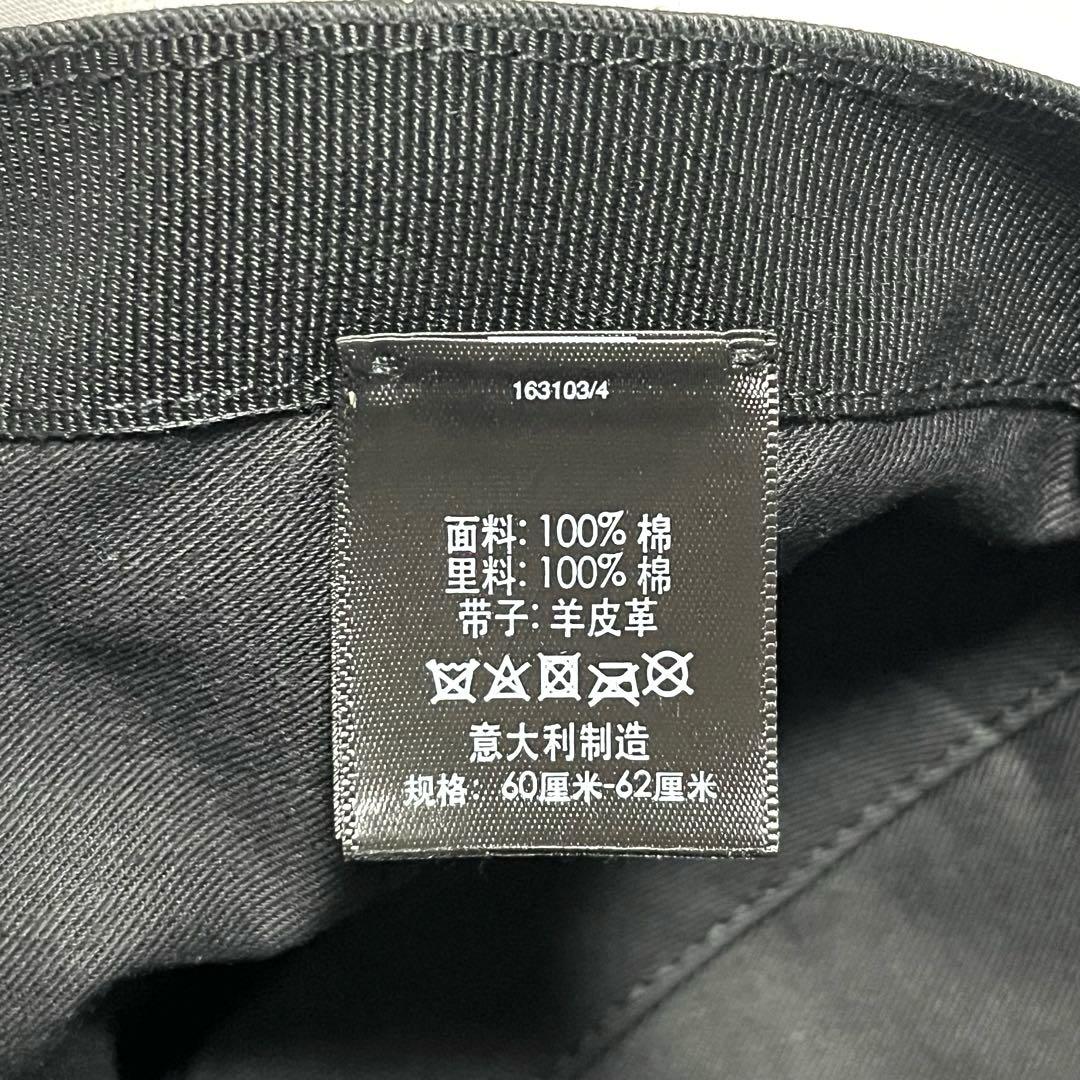 163103/4
面料: 100% 棉
里料: 100% 棉
带子: 羊皮革
意大利制造
规格: 60厘米-62厘米